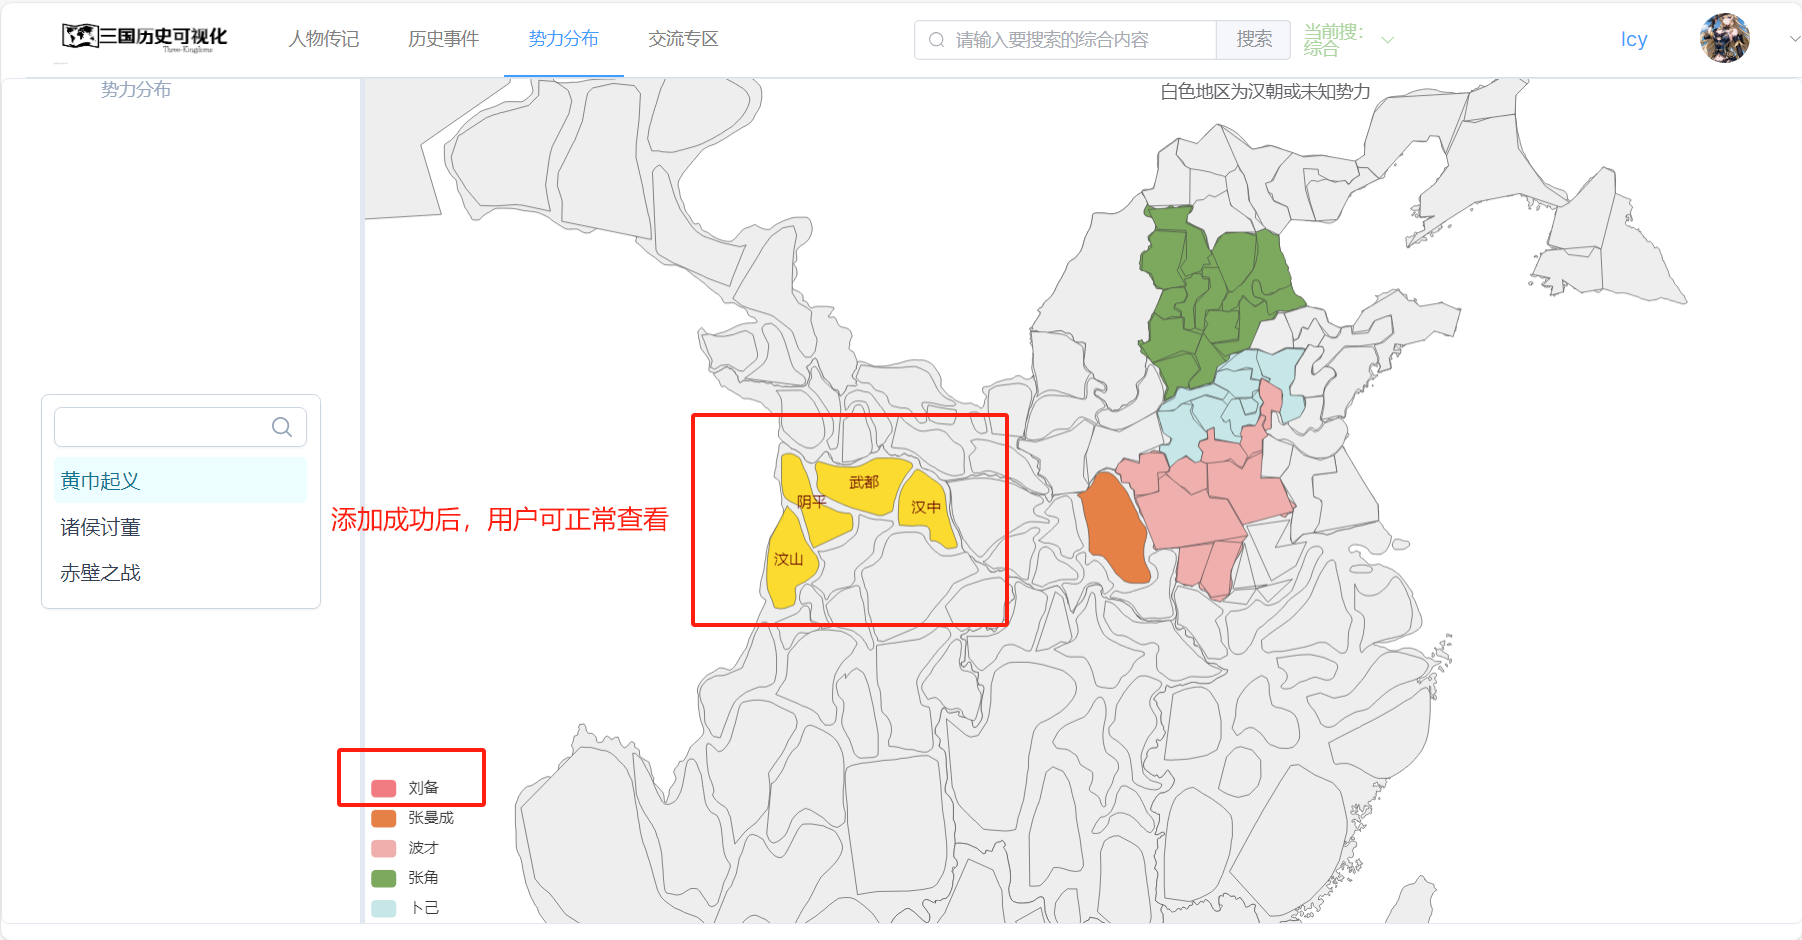 三国历史可视化
Three-Kingdoms
人物传记
历史事件
势力分布
交流专区
请输入要搜索的综合内容
搜索
当前搜：
综合
lcy
势力分布
白色地区为汉朝或未知势力
黄巾起义
诸侯讨董
赤壁之战
添加成功后，用户可正常查看
武都
阴平
汉中
汶山
刘备
张曼成
波才
张角
卜己